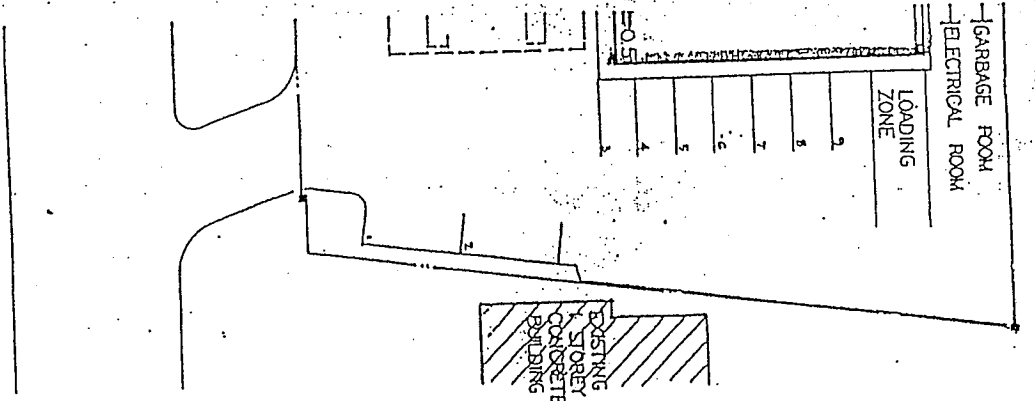 GARBAGE ROOM
ELECTRICAL ROOM
LOADING
ZONE
9
8
7
6
5
4
3
2
1
EXISTING
1 STOREY
CONCRETE
BUILDING